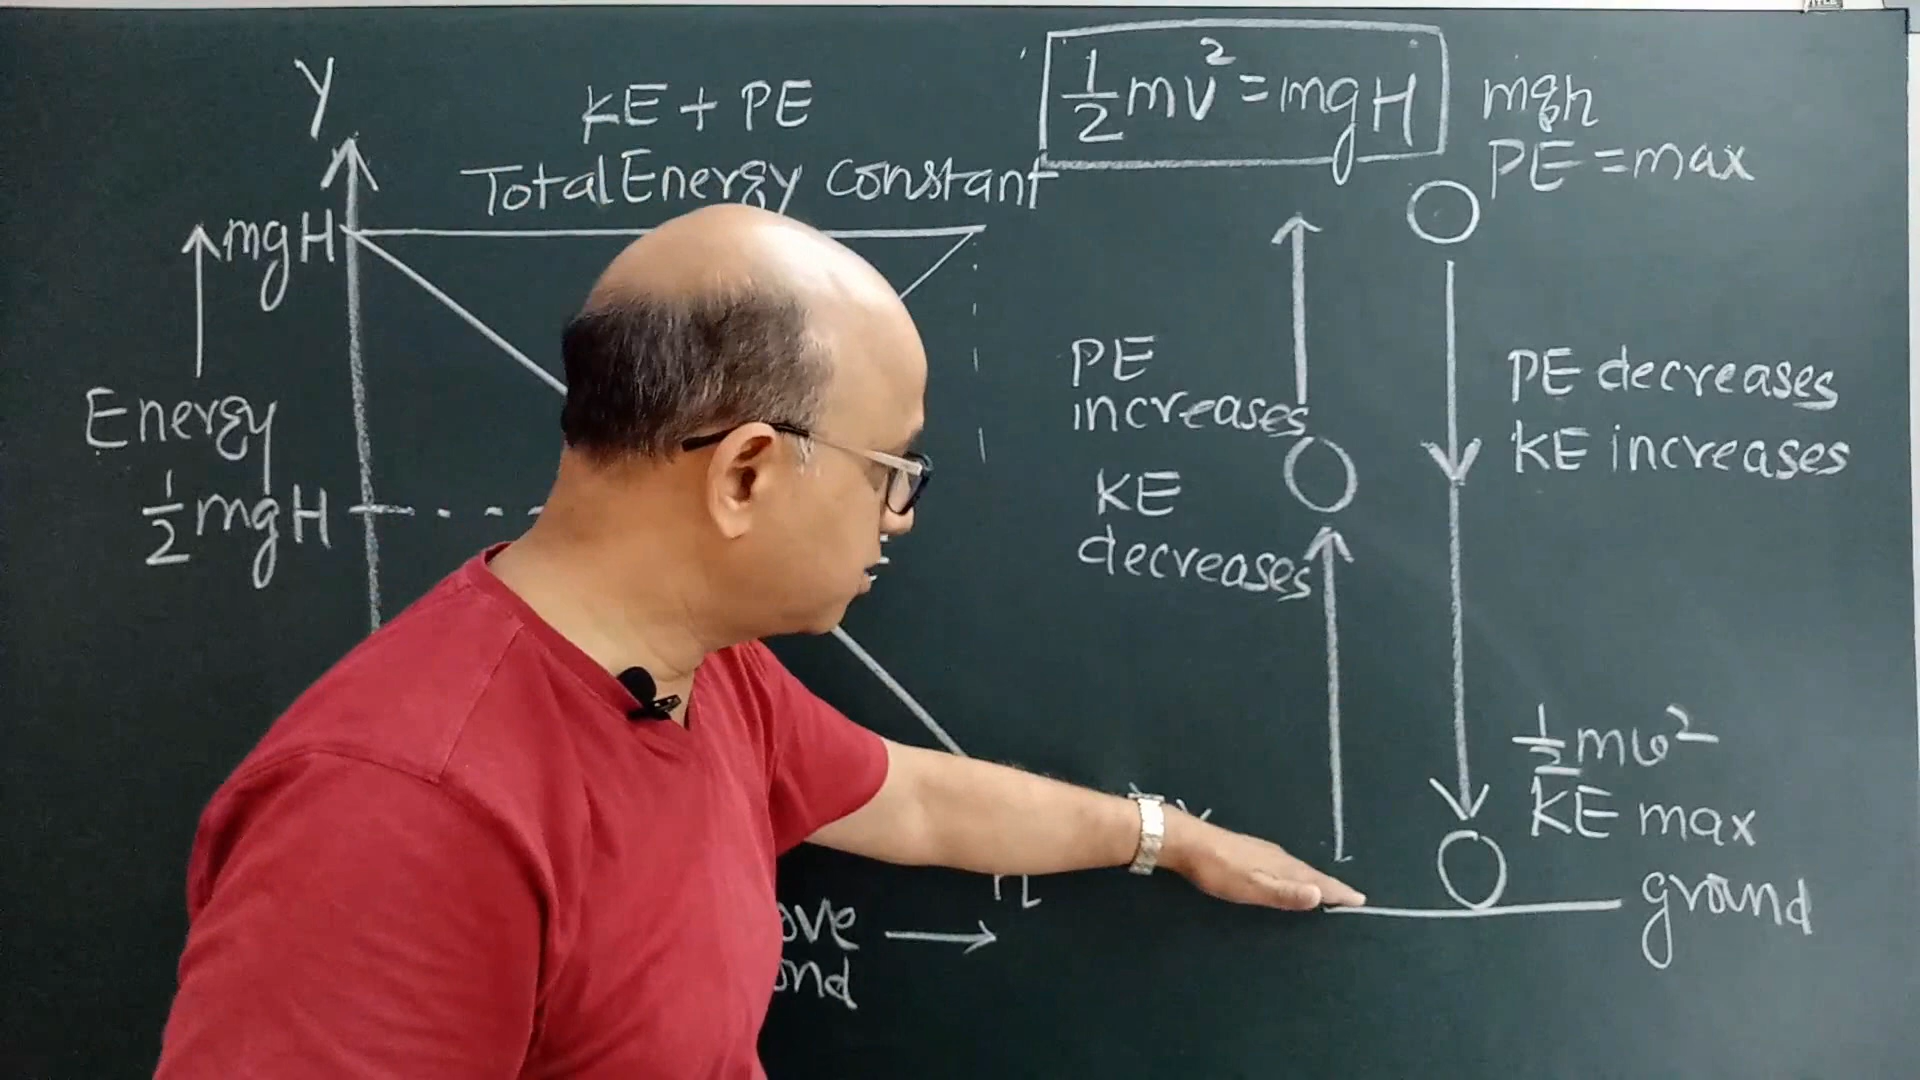 Y
KE + PE
Total Energy constant
½mv² = mgH
mgh
PE = max
mgH
Energy
½mgH
PE
increases
KE
decreases
PE decreases
KE increases
½mv²
KE max
ground
H